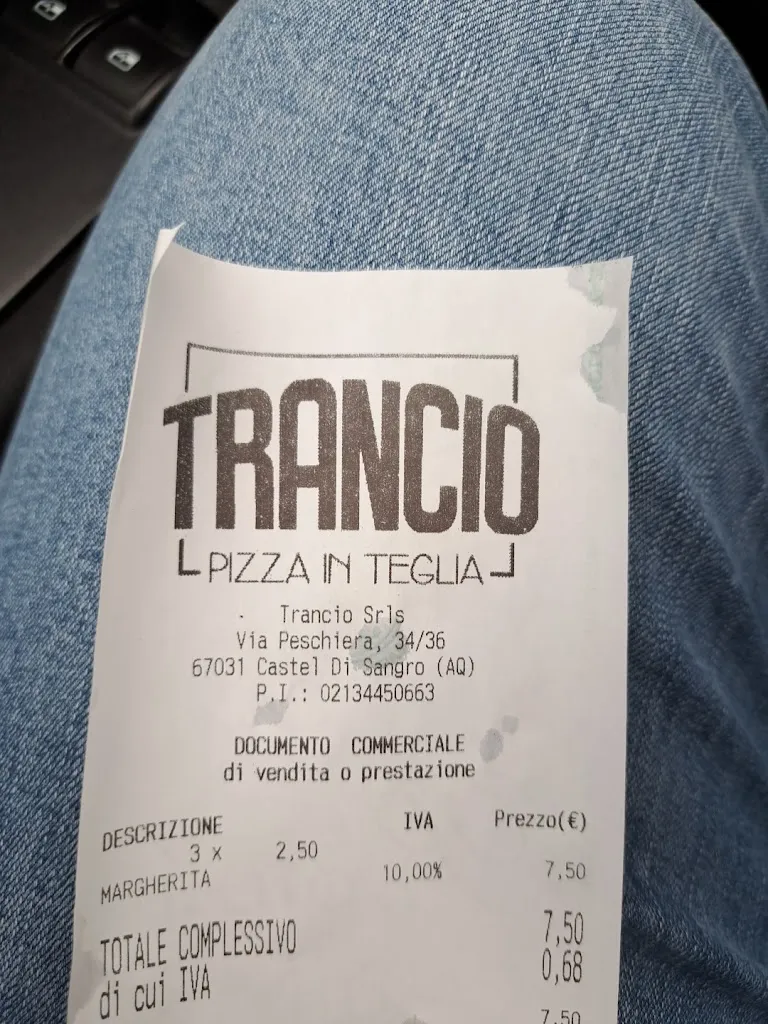 TRANCIO
PIZZA IN TEGLIA
- Trancio Srls
Via Peschiera, 34/36
67031 Castel Di Sangro (AQ)
P.I.: 02134450663
DOCUMENTO COMMERCIALE
di vendita o prestazione
DESCRIZIONE IVA Prezzo(€)
3 x 2,50
MARGHERITA 10,00% 7,50
TOTALE COMPLESSIVO 7,50
di cui IVA 0,68
7,50